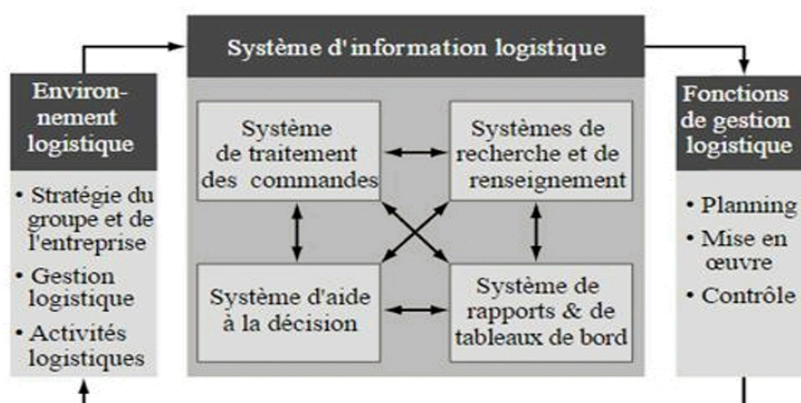 Système d'information logistique
Environ-
nement
logistique
• Stratégie du
groupe et de
l'entreprise
• Gestion
logistique
• Activités
logistiques
Système
de traitement
des commandes
Systèmes de
recherche et de
renseignement
Système d'aide
à la décision
Système de
rapports & de
tableaux de bord
Fonctions
de gestion
logistique
• Planning
• Mise en
œuvre
• Contrôle